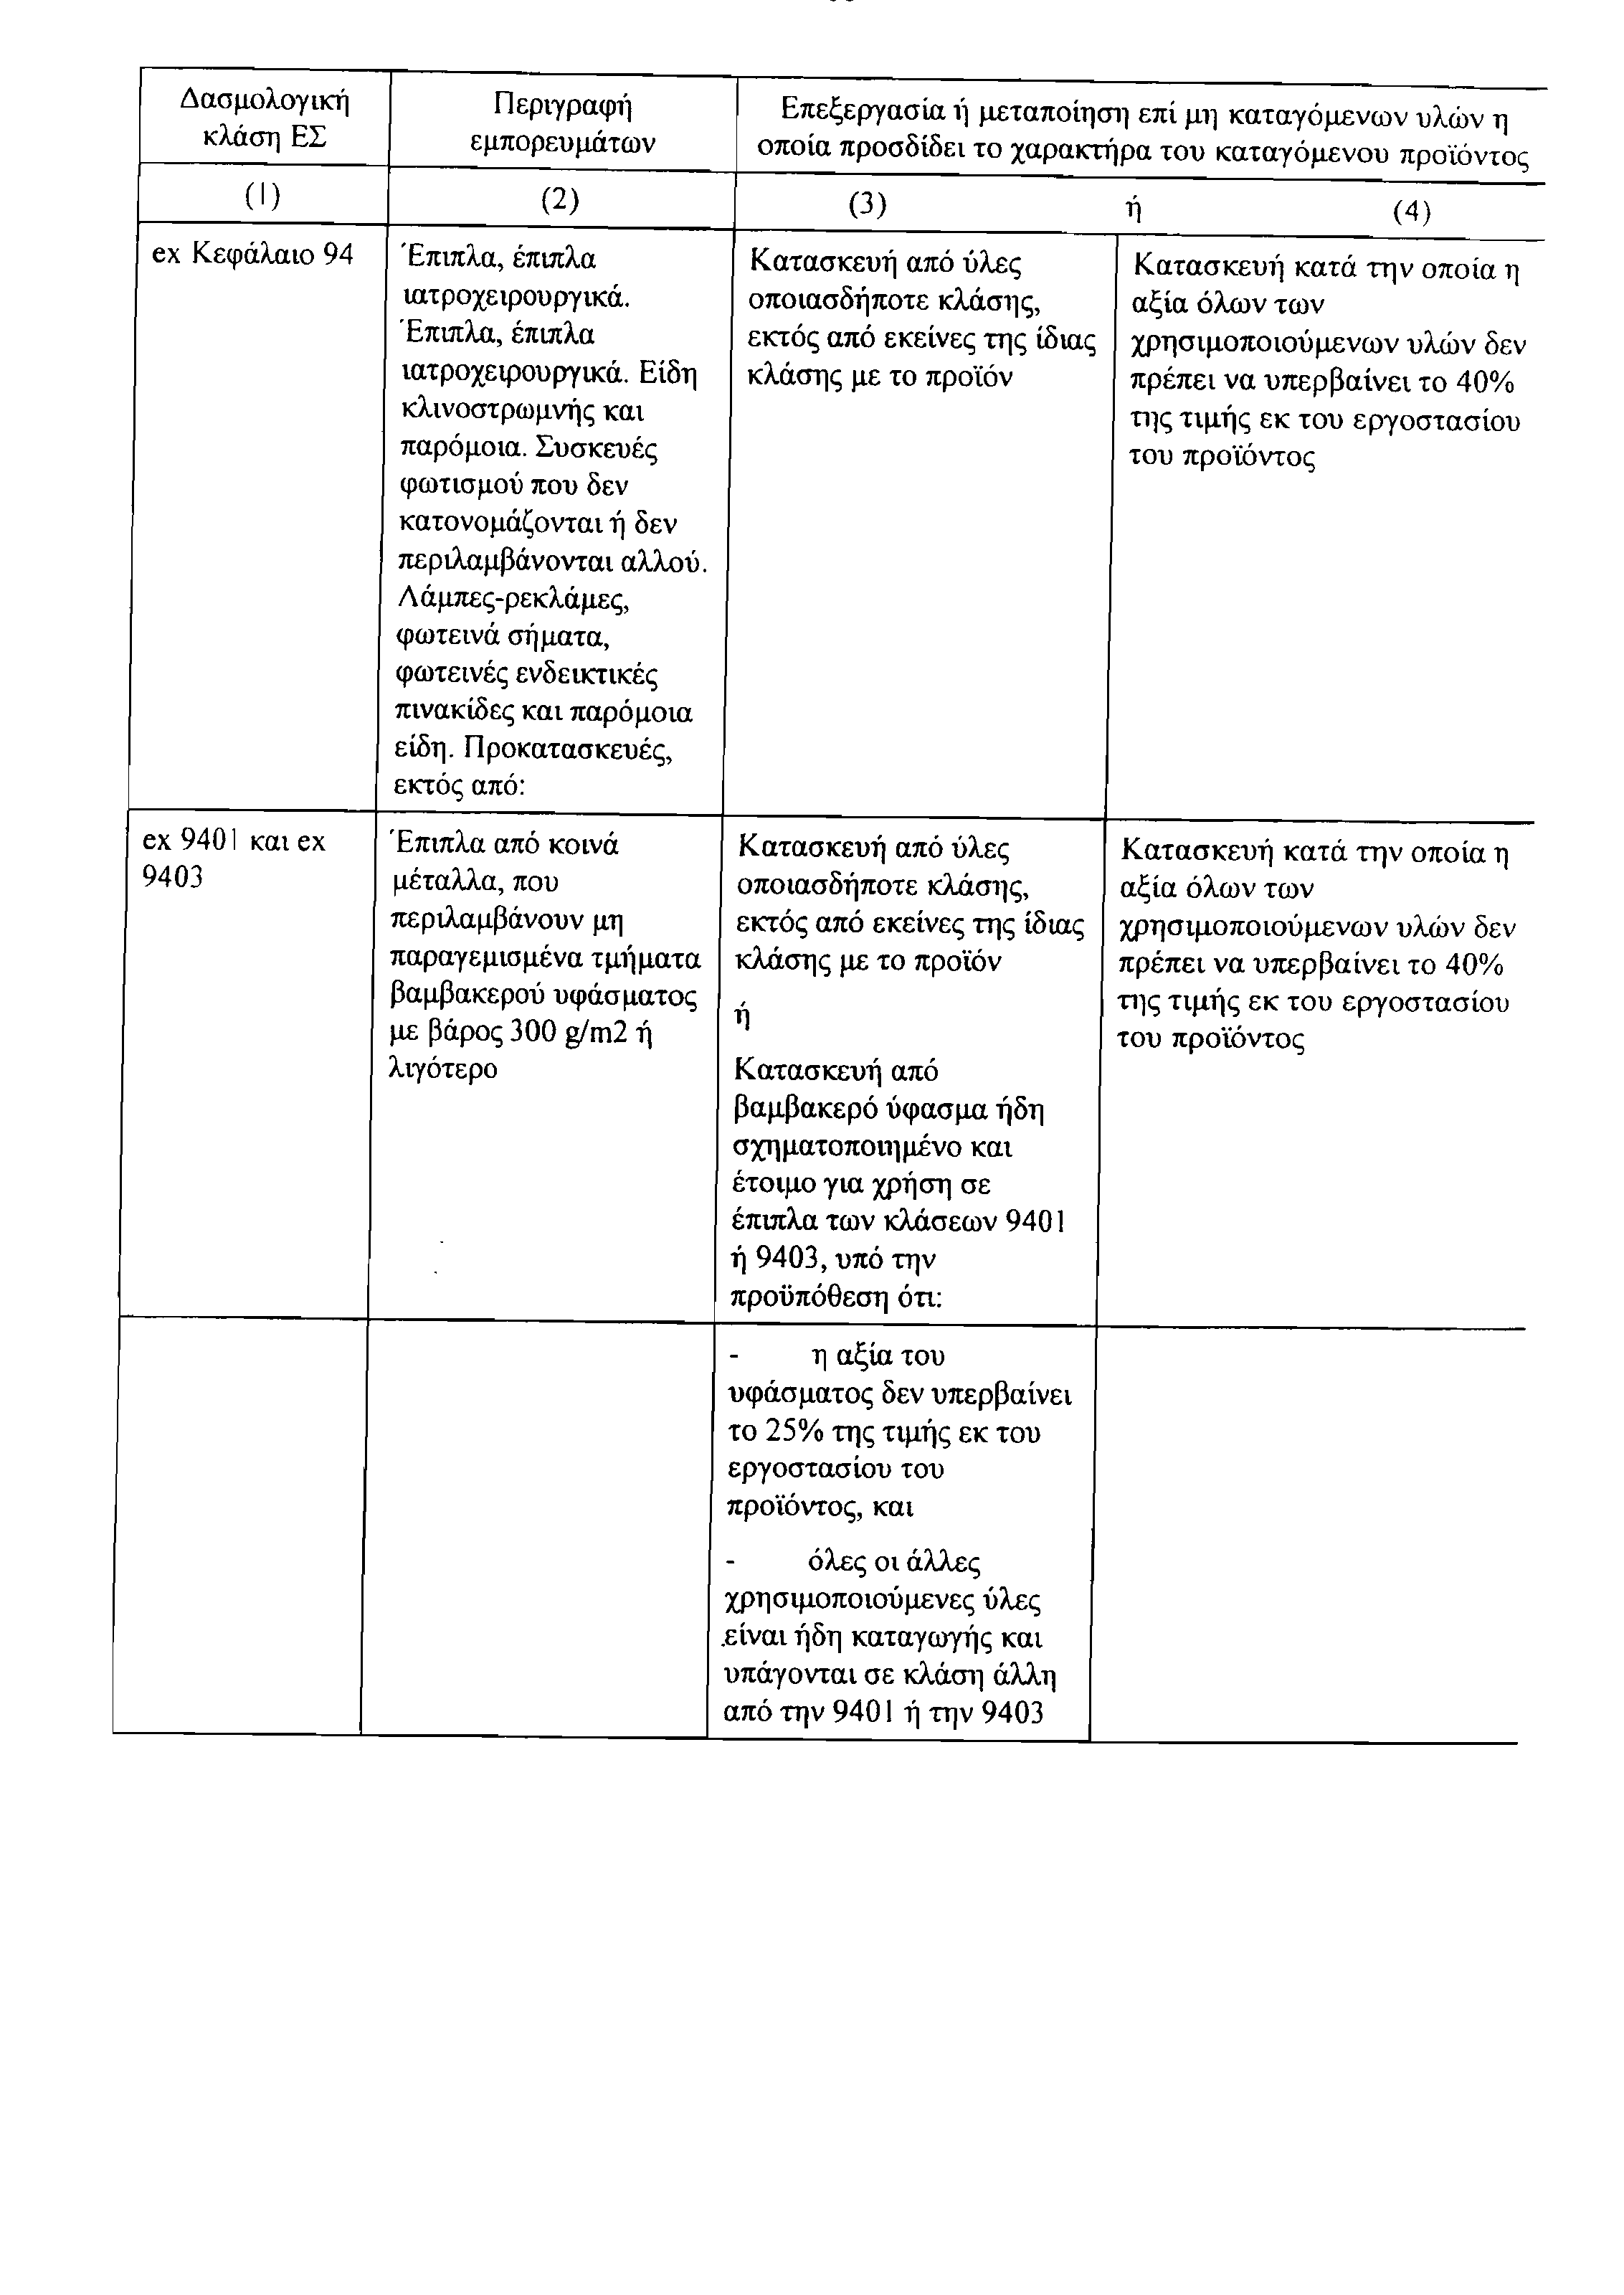 Δασμολογική
κλάση ΕΣ
Περιγραφή
εμπορευμάτων
Επεξεργασία ή μεταποίηση επί μη καταγόμενων υλών η
οποία προσδίδει το χαρακτήρα του καταγόμενου προϊόντος
(1)
(2)
(3)
ή
(4)
ex Κεφάλαιο 94
Έπιπλα, έπιπλα
ιατροχειρουργικά.
Έπιπλα, έπιπλα
ιατροχειρουργικά. Είδη
κλινοστρωμνής και
παρόμοια. Συσκευές
φωτισμού που δεν
κατονομάζονται ή δεν
περιλαμβάνονται αλλού.
Λάμπες-ρεκλάμες,
φωτεινά σήματα,
φωτεινές ενδεικτικές
πινακίδες και παρόμοια
είδη. Προκατασκευές,
εκτός από:
Κατασκευή από ύλες
οποιασδήποτε κλάσης,
εκτός από εκείνες της ίδιας
κλάσης με το προϊόν
Κατασκευή κατά την οποία η
αξία όλων των
χρησιμοποιούμενων υλών δεν
πρέπει να υπερβαίνει το 40%
της τιμής εκ του εργοστασίου
του προϊόντος
ex 9401 και ex
9403
Έπιπλα από κοινά
μέταλλα, που
περιλαμβάνουν μη
παραγεμισμένα τμήματα
βαμβακερού υφάσματος
με βάρος 300 g/m2 ή
λιγότερο
Κατασκευή από ύλες
οποιασδήποτε κλάσης,
εκτός από εκείνες της ίδιας
κλάσης με το προϊόν
ή
Κατασκευή από
βαμβακερό ύφασμα ήδη
σχηματοποιημένο και
έτοιμο για χρήση σε
έπιπλα των κλάσεων 9401
ή 9403, υπό την
προϋπόθεση ότι:
Κατασκευή κατά την οποία η
αξία όλων των
χρησιμοποιούμενων υλών δεν
πρέπει να υπερβαίνει το 40%
της τιμής εκ του εργοστασίου
του προϊόντος
- η αξία του
υφάσματος δεν υπερβαίνει
το 25% της τιμής εκ του
εργοστασίου του
προϊόντος, και
- όλες οι άλλες
χρησιμοποιούμενες ύλες
είναι ήδη καταγωγής και
υπάγονται σε κλάση άλλη
από την 9401 ή την 9403